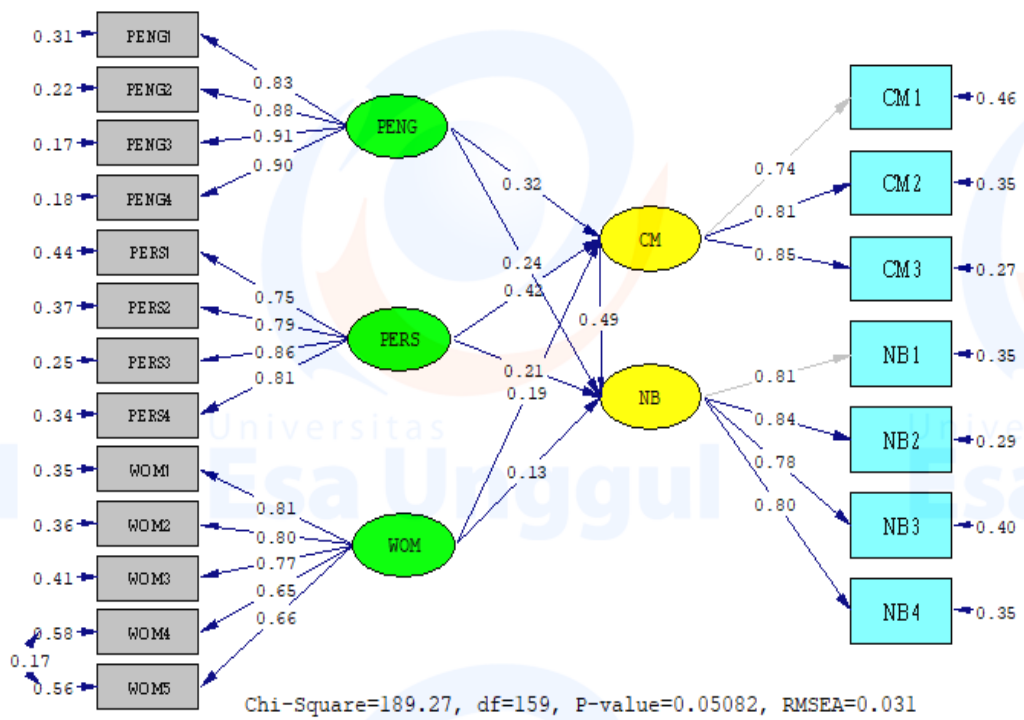 0.31 PENG1
0.22 PENG2
0.17 PENG3
0.18 PENG4
0.44 PERS1
0.37 PERS2
0.25 PERS3
0.34 PERS4
0.35 WOM1
0.36 WOM2
0.41 WOM3
0.58 WOM4
0.17
0.56 WOM5
0.83
0.88
0.91
0.90
0.75
0.79
0.86
0.81
0.81
0.80
0.77
0.65
0.66
PENG
PERS
WOM
0.32
0.24
0.42
0.21
0.19
0.13
0.49
CM
NB
0.74
0.81
0.85
0.81
0.84
0.78
0.80
CM1 0.46
CM2 0.35
CM3 0.27
NB1 0.35
NB2 0.29
NB3 0.40
NB4 0.35
Universitas
Esa Unggul
Chi-Square=189.27, df=159, P-value=0.05082, RMSEA=0.031